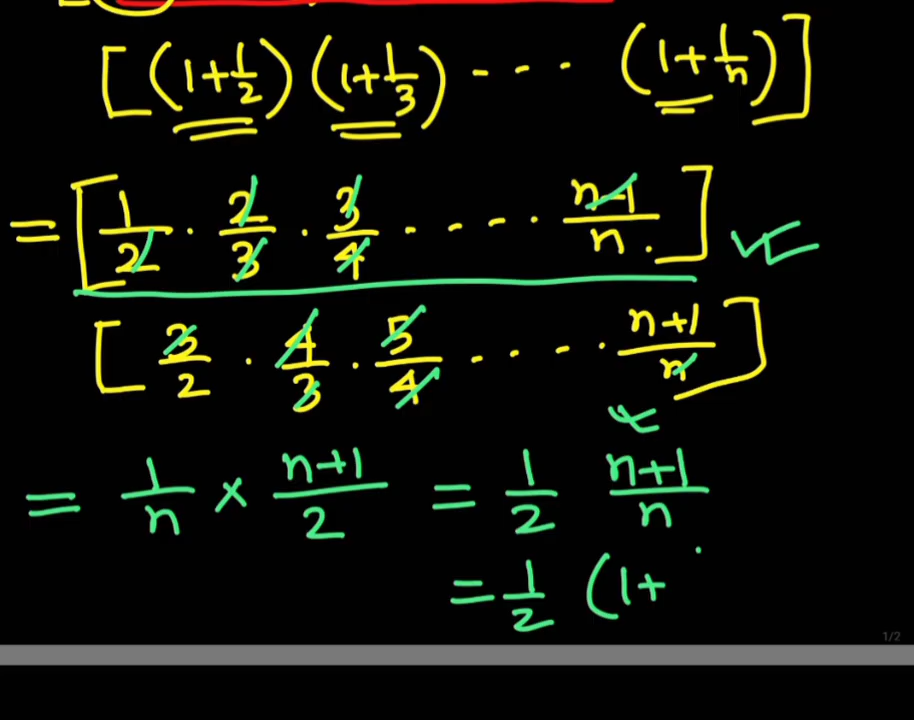 [(1+1/2)(1+1/3) - - - - (1+1/n)]
= [1/2 · 2/3 · 3/4 · - - - · n-1/n ·]
[3/2 · 4/3 · 5/4 · - - - · n+1/n]
= 1/n × n+1/2 = 1/2 n+1/n
= 1/2 (1+
1/2